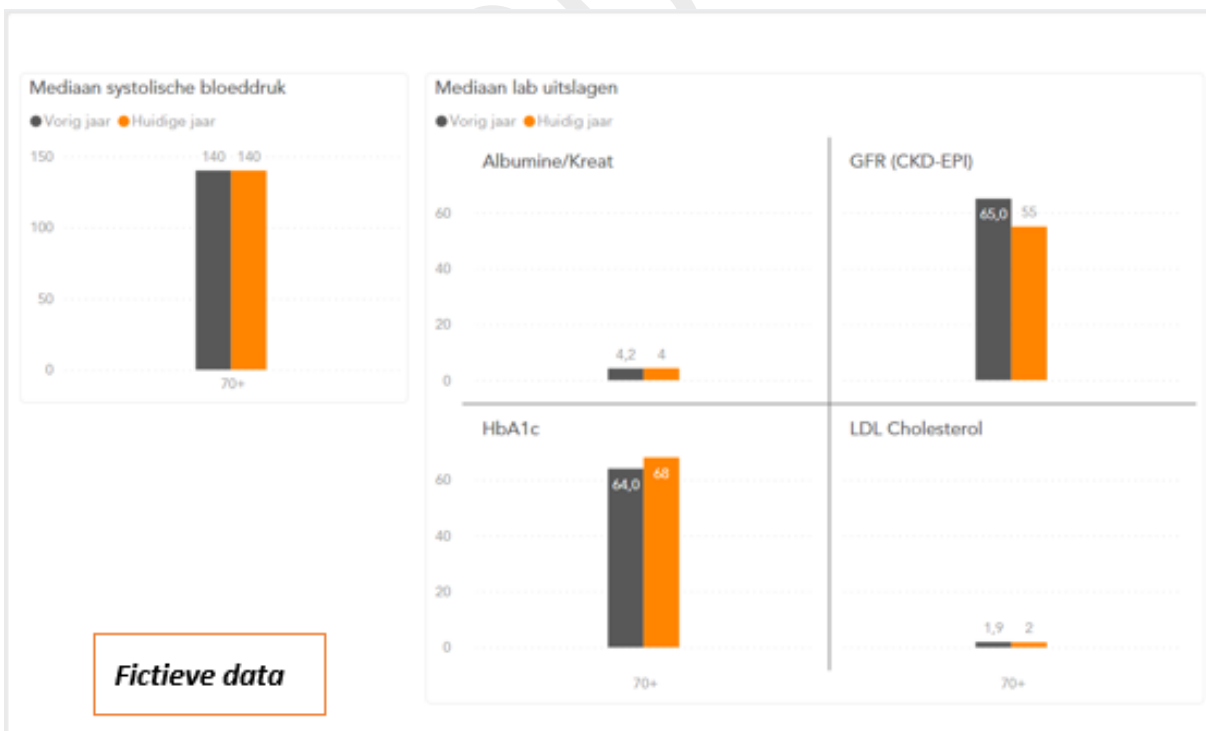 Mediaan systolische bloeddruk
Vorig jaar Huidige jaar
150
140 140
100
50
0
70+
Mediaan lab uitslagen
Vorig jaar Huidig jaar
Albumine/Kreat
60
40
20
4,2 4
0
GFR (CKD-EPI)
65,0 55
HbA1c
60
64,0 68
40
20
0
70+
LDL Cholesterol
1,9 2
70+
Fictieve data